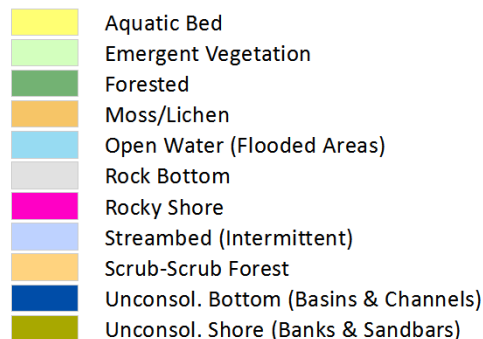 Aquatic Bed
Emergent Vegetation
Forested
Moss/Lichen
Open Water (Flooded Areas)
Rock Bottom
Rocky Shore
Streambed (Intermittent)
Scrub-Scrub Forest
Unconsol. Bottom (Basins & Channels)
Unconsol. Shore (Banks & Sandbars)